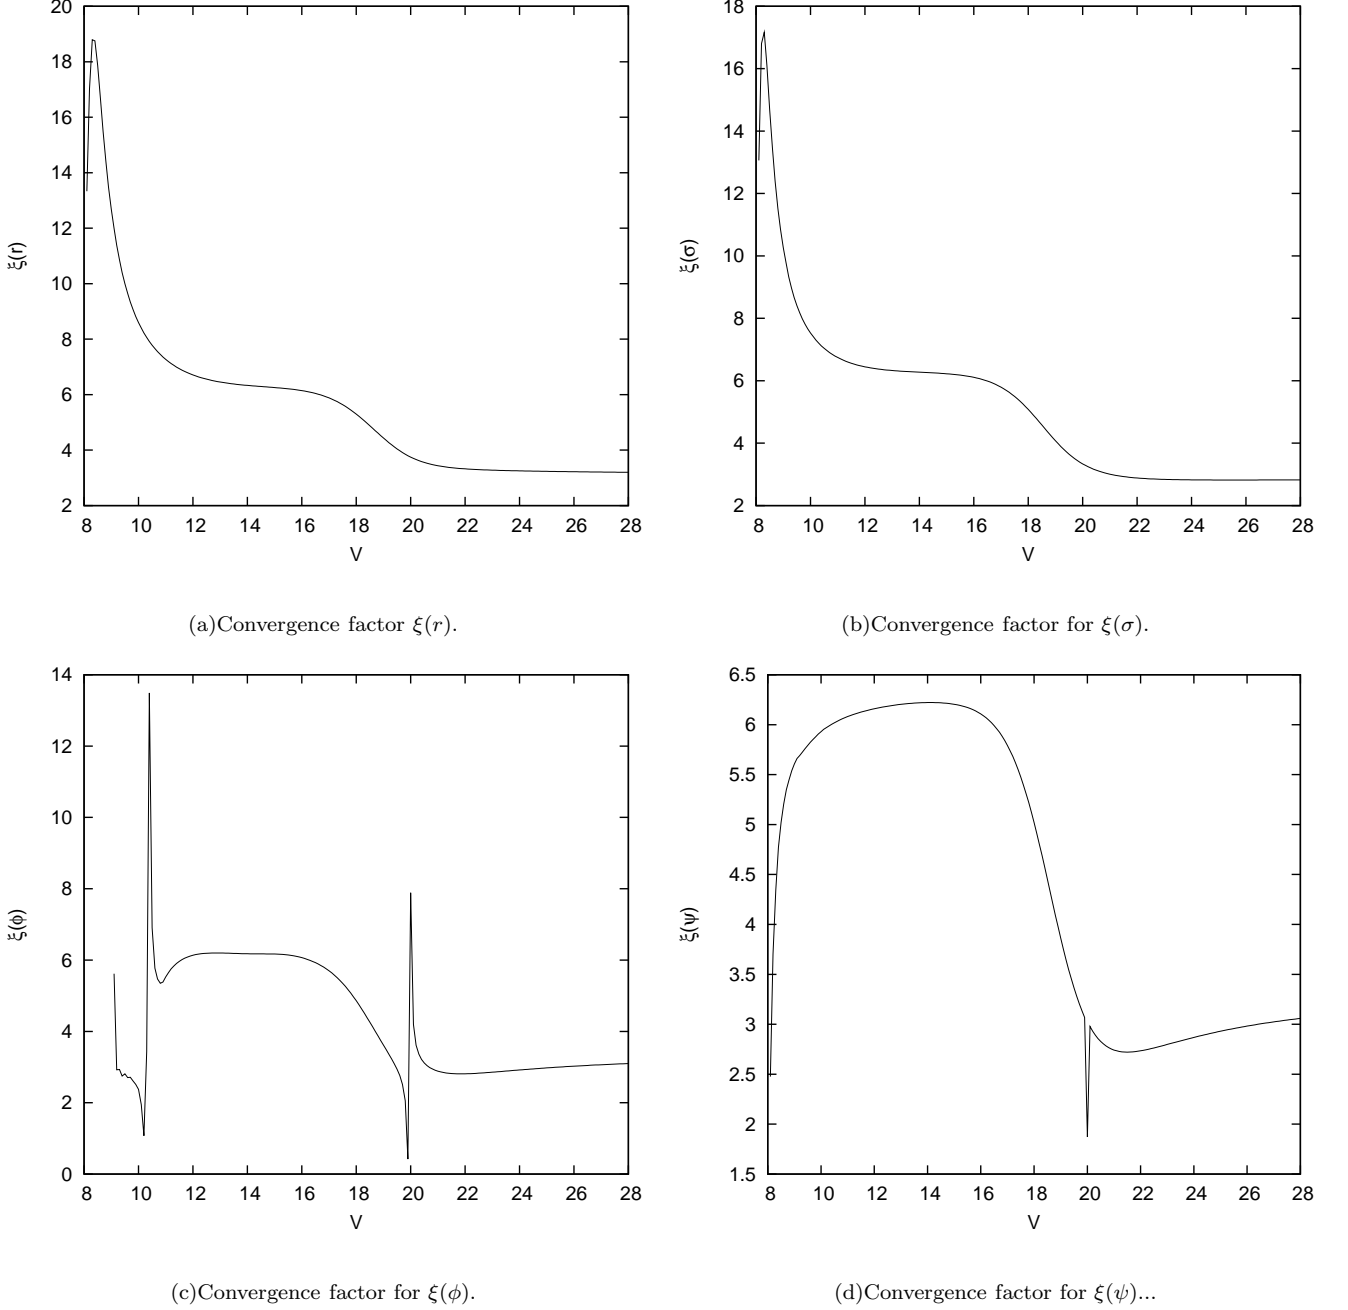 20
18
16
14
12
10
8
6
4
2
ξ(r)
8 10 12 14 16 18 20 22 24 26 28
V
(a)Convergence factor ξ(r).
18
16
14
12
10
8
6
4
2
ξ(σ)
8 10 12 14 16 18 20 22 24 26 28
V
(b)Convergence factor for ξ(σ).
14
12
10
8
6
4
2
0
ξ(ϕ)
8 10 12 14 16 18 20 22 24 26 28
V
(c)Convergence factor for ξ(ϕ).
6.5
6
5.5
5
4.5
4
3.5
3
2.5
2
1.5
ξ(ψ)
8 10 12 14 16 18 20 22 24 26 28
V
(d)Convergence factor for ξ(ψ)...